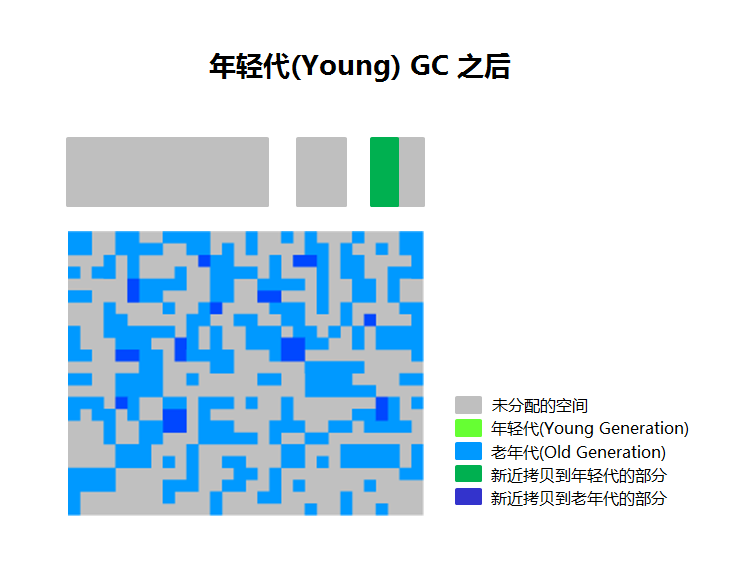 年轻代(Young) GC 之后
未分配的空间
年轻代(Young Generation)
老年代(Old Generation)
新近拷贝到年轻代的部分
新近拷贝到老年代的部分